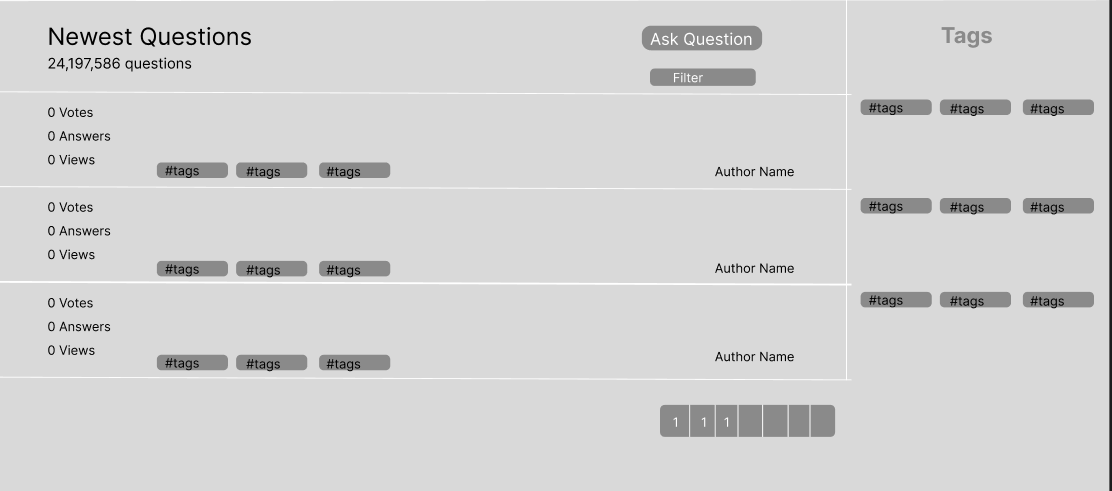 Newest Questions
24,197,586 questions
Ask Question
Filter
Tags
0 Votes
0 Answers
0 Views
#tags #tags #tags
Author Name
#tags #tags #tags
0 Votes
0 Answers
0 Views
#tags #tags #tags
Author Name
#tags #tags #tags
0 Votes
0 Answers
0 Views
#tags #tags #tags
Author Name
#tags #tags #tags
1 1 1